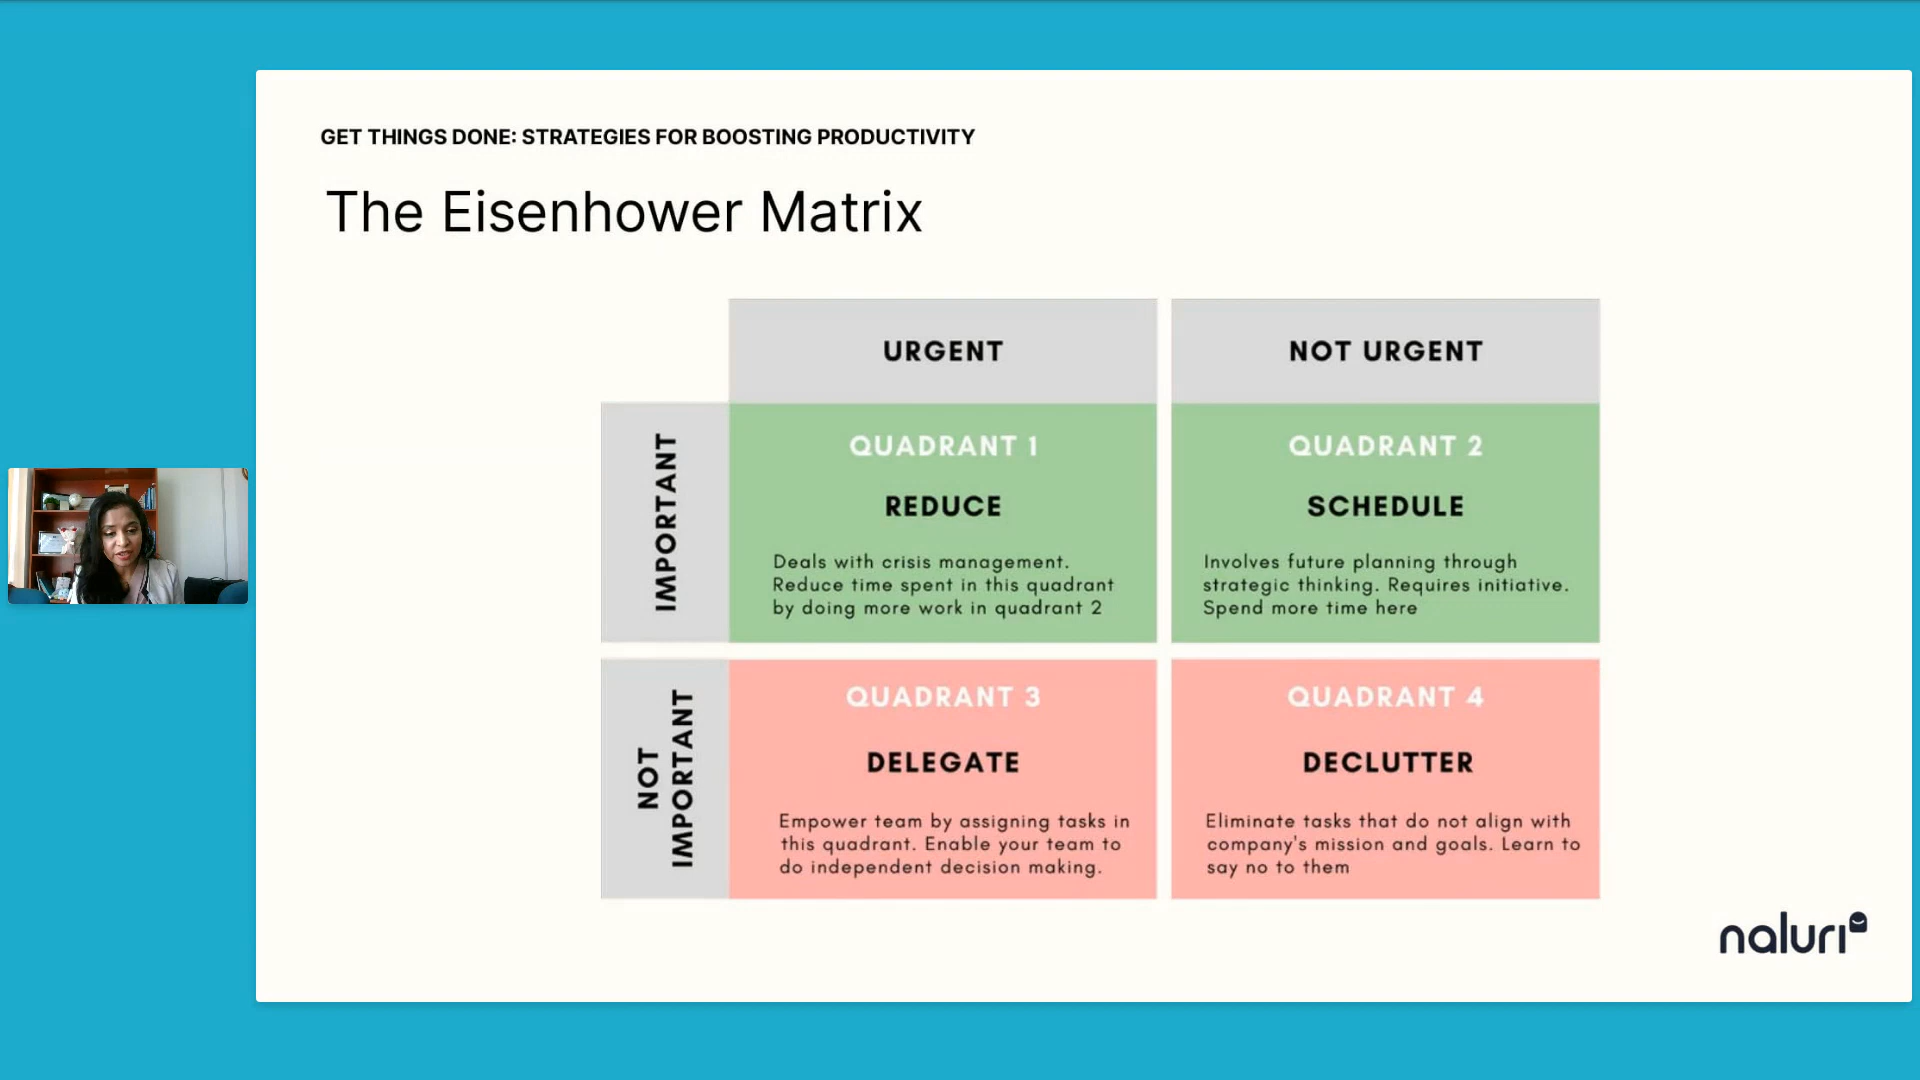 GET THINGS DONE: STRATEGIES FOR BOOSTING PRODUCTIVITY
The Eisenhower Matrix
URGENT
NOT URGENT
IMPORTANT
QUADRANT 1
REDUCE
Deals with crisis management.
Reduce time spent in this quadrant
by doing more work in quadrant 2
QUADRANT 2
SCHEDULE
Involves future planning through
strategic thinking. Requires initiative.
Spend more time here
NOT
IMPORTANT
QUADRANT 3
DELEGATE
Empower team by assigning tasks in
this quadrant. Enable your team to
do independent decision making.
QUADRANT 4
DECLUTTER
Eliminate tasks that do not align with
company's mission and goals. Learn to
say no to them
naluri